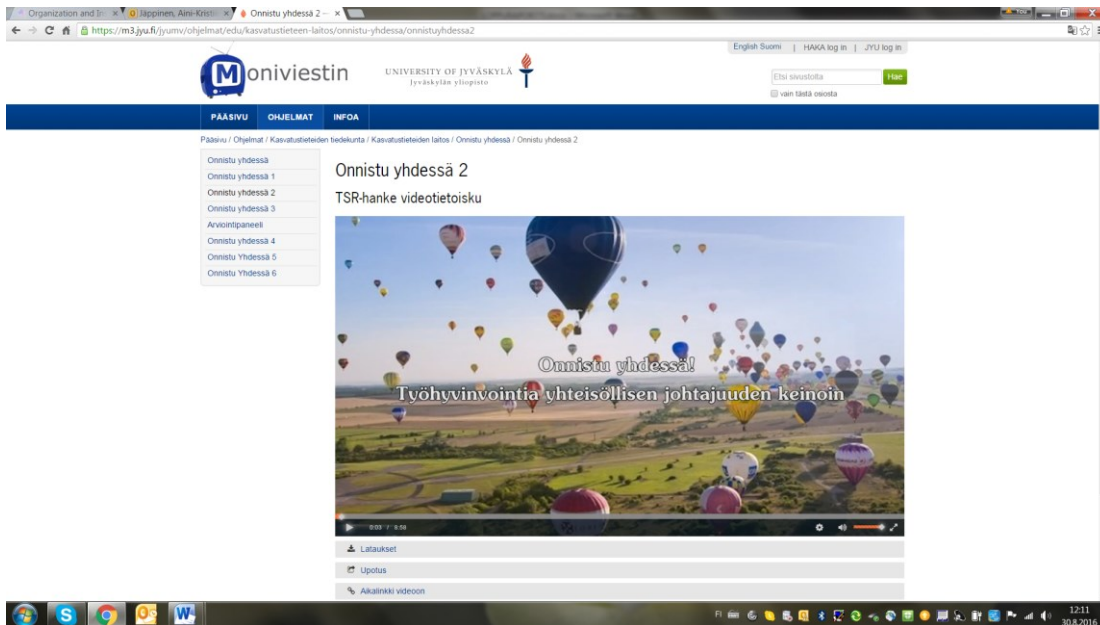 Organization and In
Jäppinen, Aini-Kristii
Onnistu yhdessä 2 –
https://m3.jyu.fi/jyumv/ohjelmat/edu/kasvatustieteen-laitos/onnistu-yhdessa/onnistuyhdessa2
English Suomi | HAKA log in | JYU log in
Moniviestin
UNIVERSITY OF JYVÄSKYLÄ
Jyväskylän yliopisto
Etsi sivustolta
Hae
vain tästä osiosta
PÄÄSIVU OHJELMAT INFOA
Pääsivu / Ohjelmat / Kasvatustieteiden tiedekunta / Kasvatustieteiden laitos / Onnistu yhdessä / Onnistu yhdessä 2
Onnistu yhdessä
Onnistu yhdessä 1
Onnistu yhdessä 2
Onnistu yhdessä 3
Arviointipaneeli
Onnistu yhdessä 4
Onnistu Yhdessä 5
Onnistu Yhdessä 6
Onnistu yhdessä 2
TSR-hanke videotietoisku
Onnistu yhdessä!
Työhyvinvointia yhteisöllisen johtajuuden keinoin
0:03 / 8:58
Lataukset
Upotus
Aikalinkki videoon
FI
12:11
30.8.2016